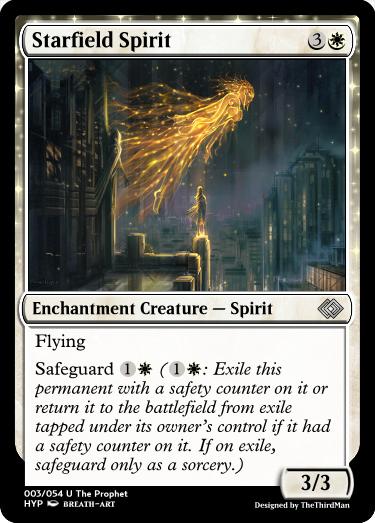 Starfield Spirit 3
Enchantment Creature — Spirit
Flying
Safeguard 1 (1: Exile this
permanent with a safety counter on it or
return it to the battlefield from exile
tapped under its owner's control if it had
a safety counter on it. If on exile,
safeguard only as a sorcery.)
3/3
003/054 U The Prophet
HYP BREATH-ART
Designed by TheThirdMan